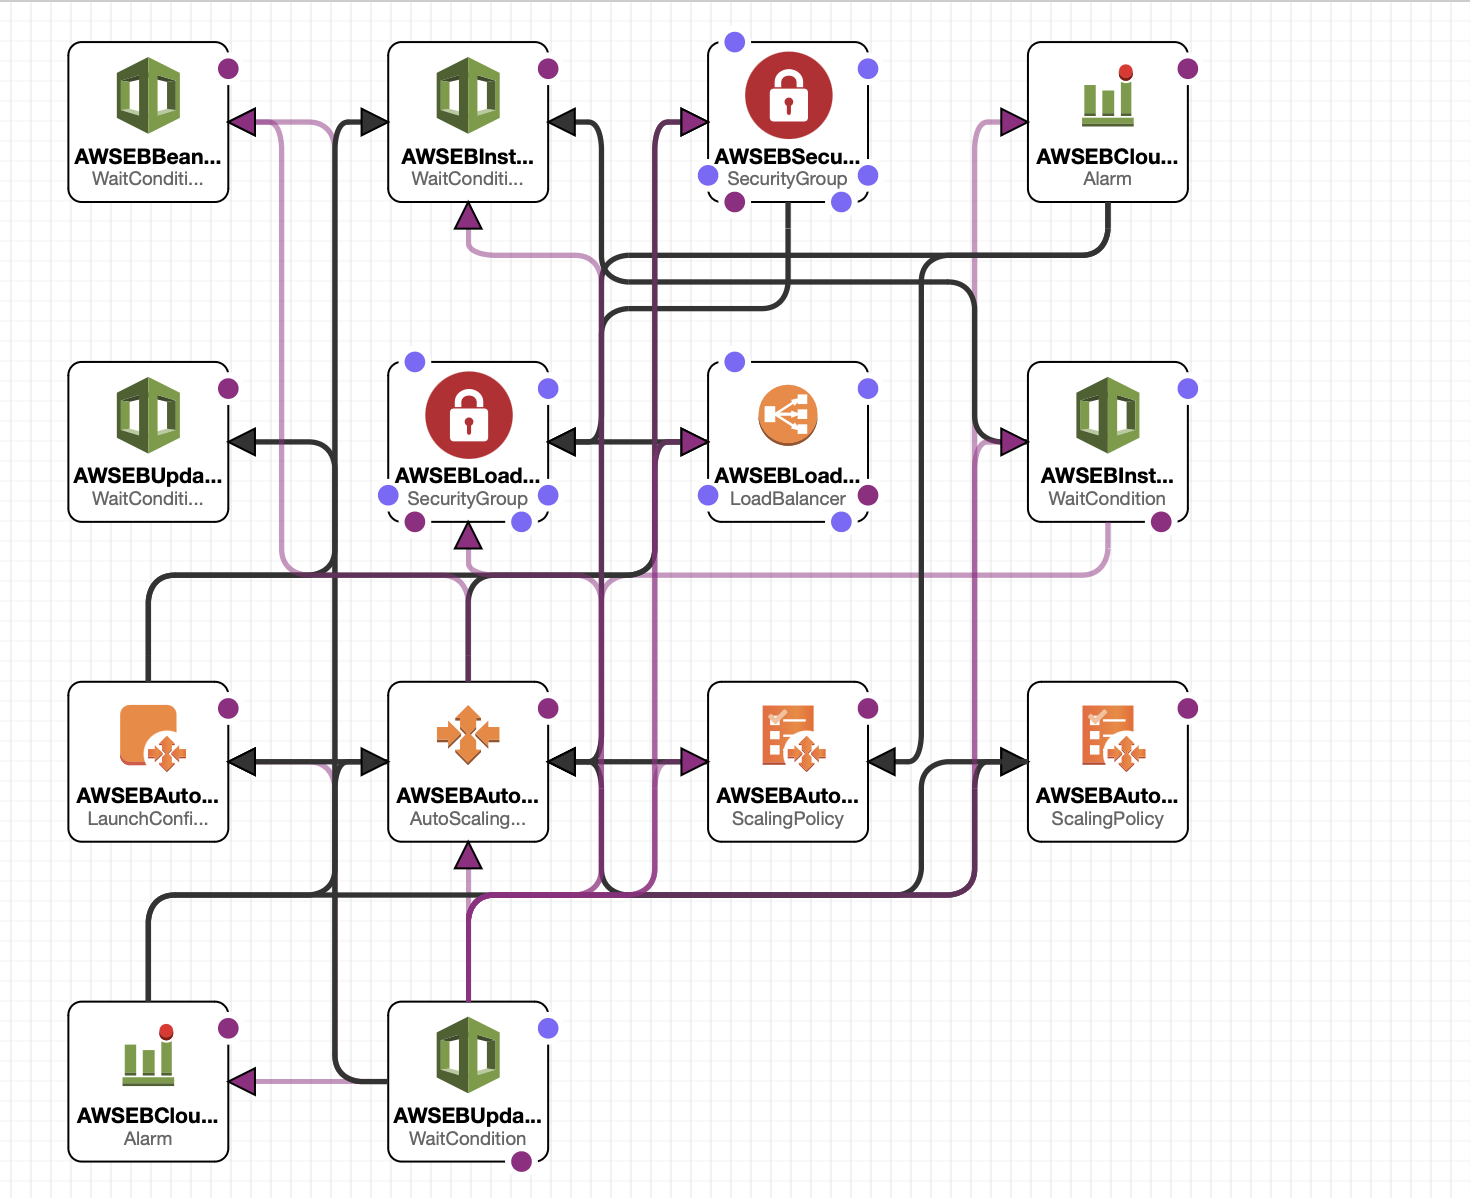 AWSEBBean...
WaitConditi...
AWSEBInst...
WaitConditi...
AWSEBSecu...
SecurityGroup
AWSEBClou...
Alarm
AWSEBUpda...
WaitConditi...
AWSEBLoad...
SecurityGroup
AWSEBLoad...
LoadBalancer
AWSEBInst...
WaitCondition
AWSEBAuto...
LaunchConfi...
AWSEBAuto...
AutoScaling...
AWSEBAuto...
ScalingPolicy
AWSEBAuto...
ScalingPolicy
AWSEBClou...
Alarm
AWSEBUpda...
WaitCondition